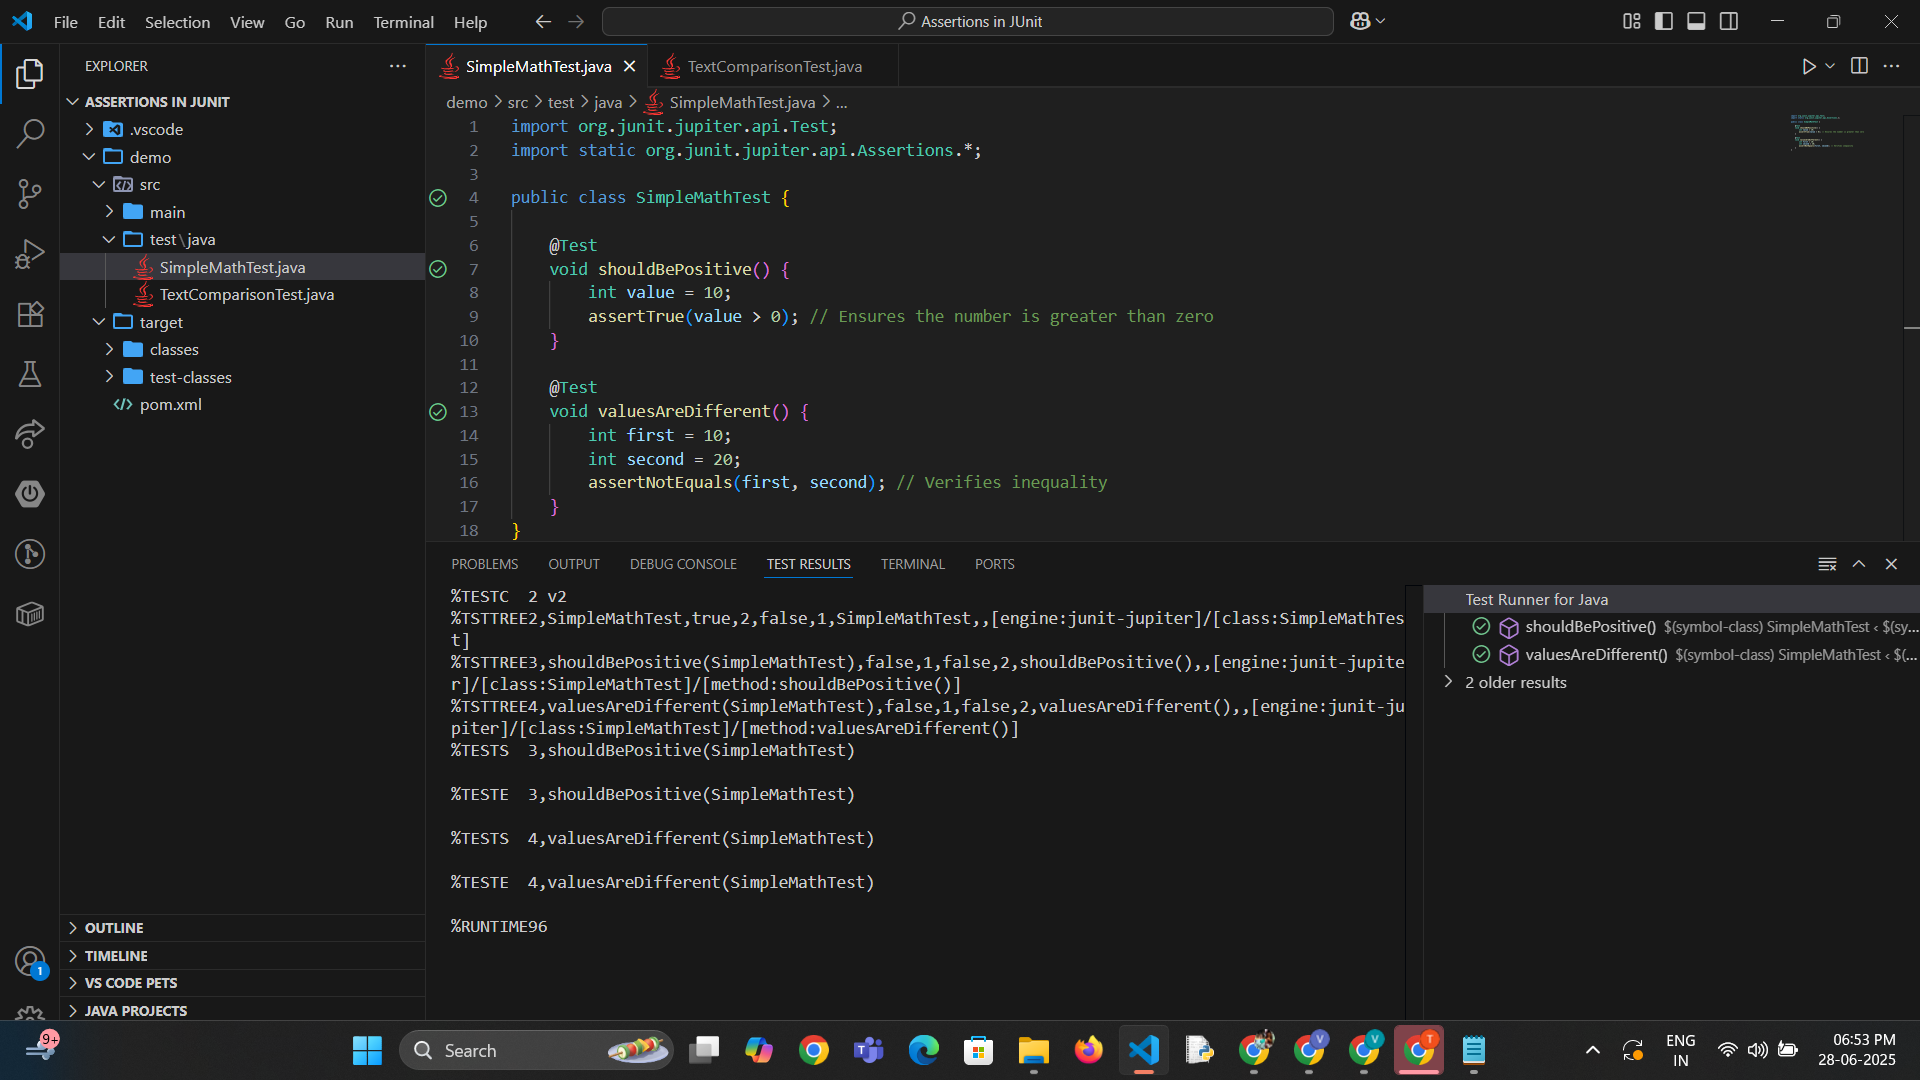 File Edit Selection View Go Run Terminal Help
Assertions in JUnit
EXPLORER
ASSERTIONS IN JUNIT
.vscode
demo
src
main
test\java
SimpleMathTest.java
TextComparisonTest.java
target
classes
test-classes
pom.xml
OUTLINE
TIMELINE
VS CODE PETS
JAVA PROJECTS
1
SimpleMathTest.java
TextComparisonTest.java
demo > src > test > java > SimpleMathTest.java > ...
1 import org.junit.jupiter.api.Test;
2 import static org.junit.jupiter.api.Assertions.*;
3
4 public class SimpleMathTest {
5
6 @Test
7 void shouldBePositive() {
8 int value = 10;
9 assertTrue(value > 0); // Ensures the number is greater than zero
10 }
11
12 @Test
13 void valuesAreDifferent() {
14 int first = 10;
15 int second = 20;
16 assertNotEquals(first, second); // Verifies inequality
17 }
18 }
PROBLEMS OUTPUT DEBUG CONSOLE TEST RESULTS TERMINAL PORTS
%TESTC  2 v2
%TSTTREE2,SimpleMathTest,true,2,false,1,SimpleMathTest,,[engine:junit-jupiter]/[class:SimpleMathTes
t]
%TSTTREE3,shouldBePositive(SimpleMathTest),false,1,false,2,shouldBePositive(),,[engine:junit-jupite
r]/[class:SimpleMathTest]/[method:shouldBePositive()]
%TSTTREE4,valuesAreDifferent(SimpleMathTest),false,1,false,2,valuesAreDifferent(),,[engine:junit-ju
piter]/[class:SimpleMathTest]/[method:valuesAreDifferent()]
%TESTS  3,shouldBePositive(SimpleMathTest)
%TESTE  3,shouldBePositive(SimpleMathTest)
%TESTS  4,valuesAreDifferent(SimpleMathTest)
%TESTE  4,valuesAreDifferent(SimpleMathTest)
%RUNTIME96
Test Runner for Java
shouldBePositive() $(symbol-class) SimpleMathTest < $(sy...
valuesAreDifferent() $(symbol-class) SimpleMathTest < $(...
2 older results
9+
Search
V
V
T
ENG
IN
06:53 PM
28-06-2025